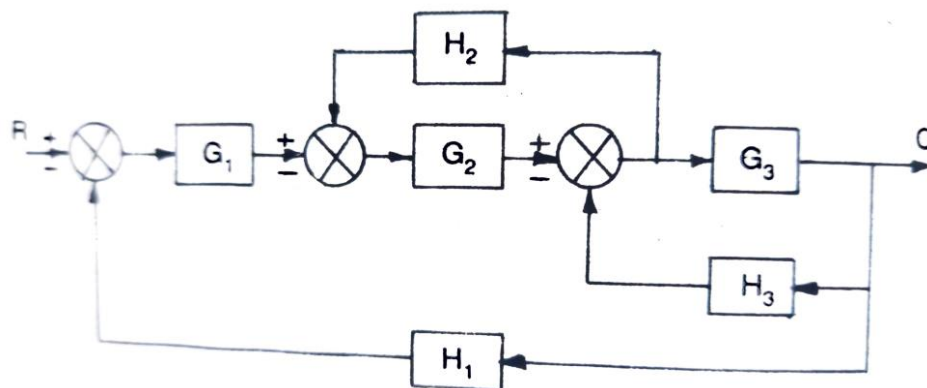 H₂
R + − G₁ + − G₂ + − G₃ C
H₃
H₁